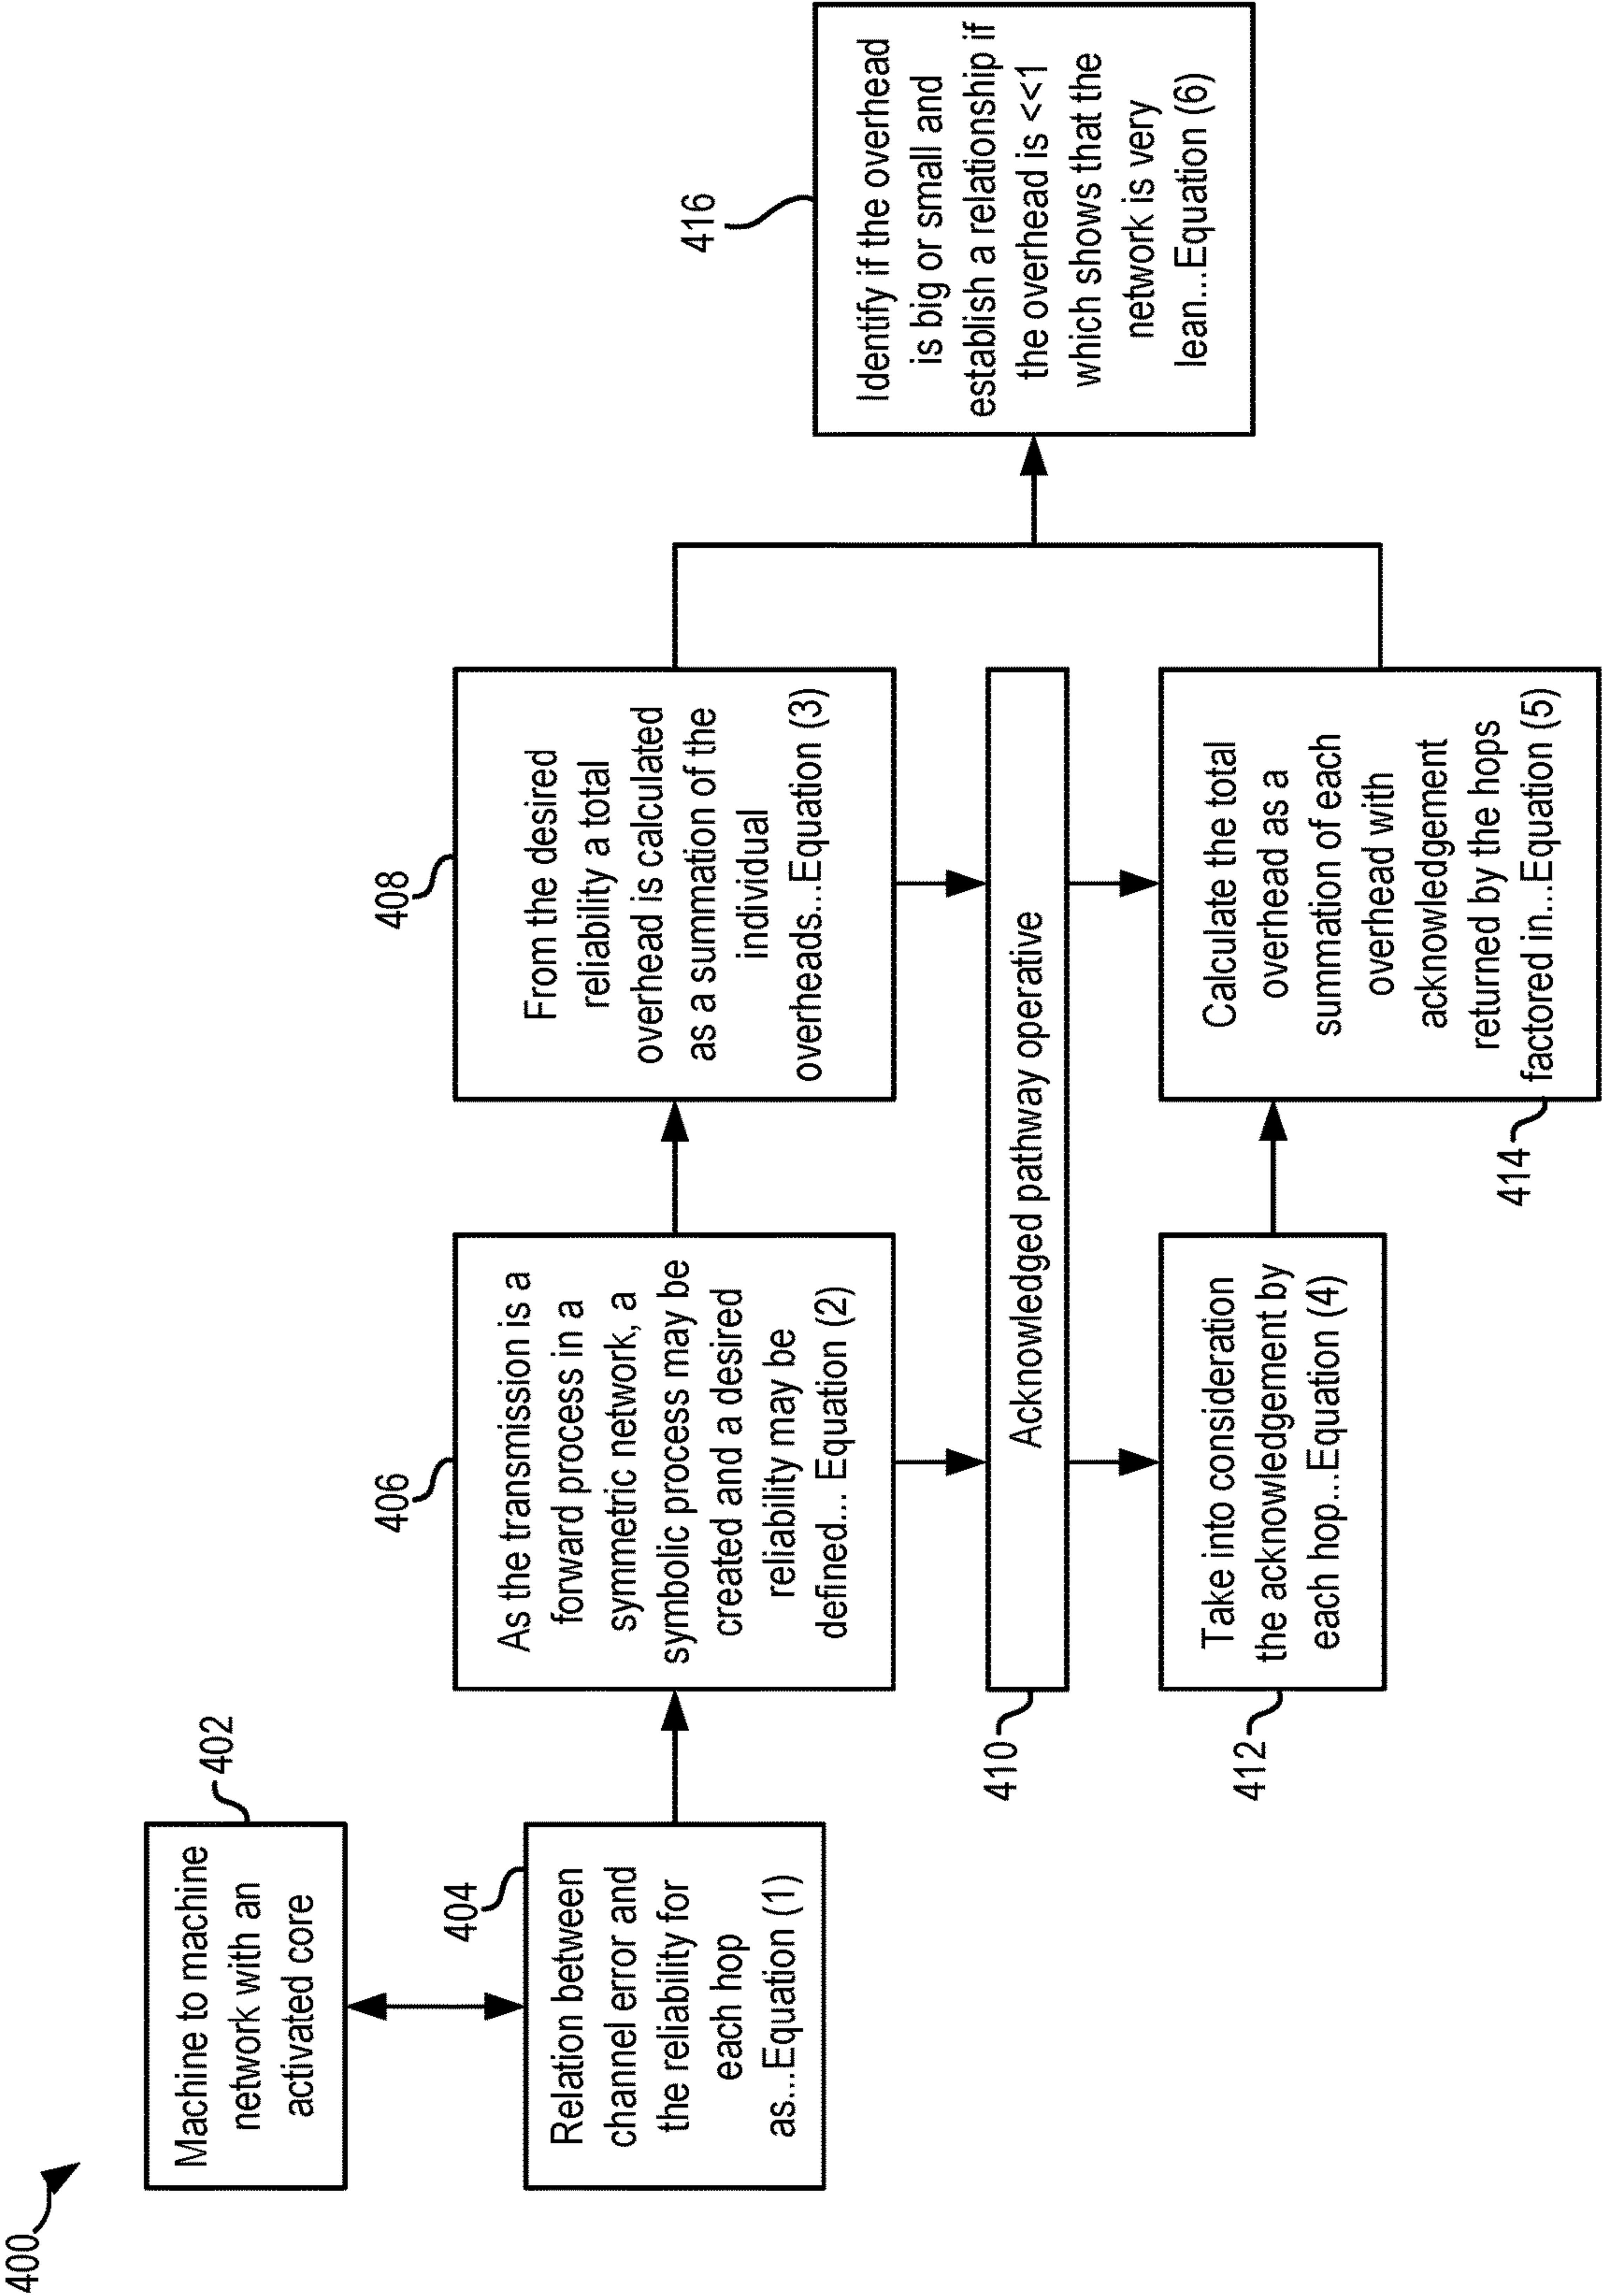 400
402
Machine to machine
network with an
activated core
404
Relation between
channel error and
the reliability for
each hop
as...Equation (1)
406
As the transmission is a
forward process in a
symmetric network, a
symbolic process may be
created and a desired
reliability may be
defined... Equation (2)
408
From the desired
reliability a total
overhead is calculated
as a summation of the
individual
overheads...Equation (3)
410
Acknowledged pathway operative
412
Take into consideration
the acknowledgement by
each hop...Equation (4)
414
Calculate the total
overhead as a
summation of each
overhead with
acknowledgement
returned by the hops
factored in...Equation (5)
416
Identify if the overhead
is big or small and
establish a relationship if
the overhead is <<1
which shows that the
network is very
lean...Equation (6)